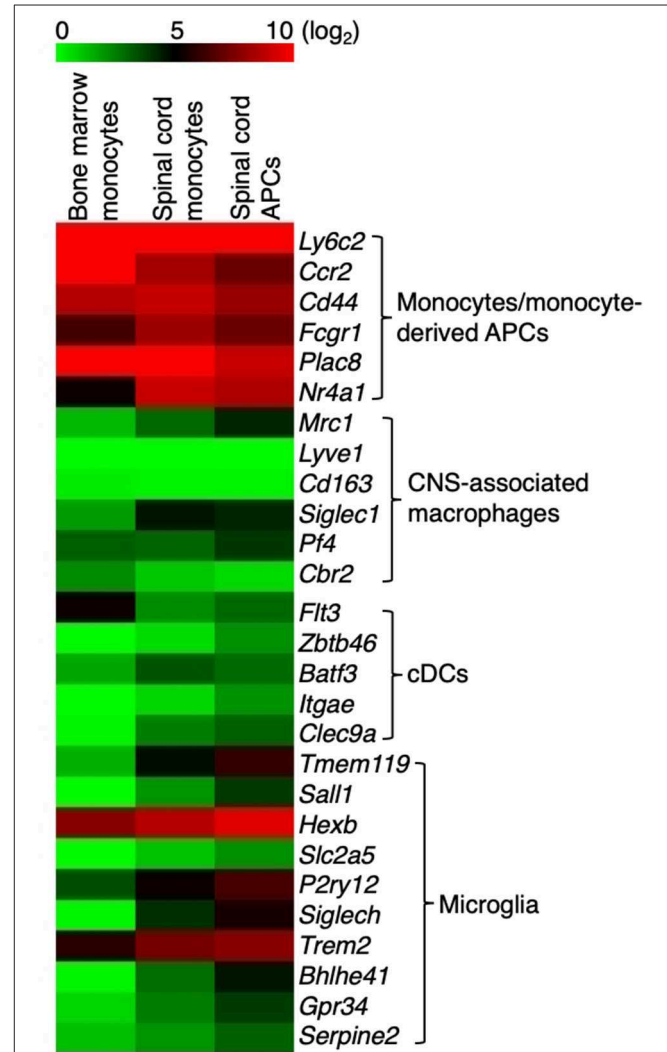 0 5 10 (log₂)
Bone marrow
monocytes
Spinal cord
monocytes
Spinal cord
APCs
Ly6c2
Ccr2
Cd44
Fcgr1
Plac8
Nr4a1
Monocytes/monocyte-
derived APCs
Mrc1
Lyve1
Cd163
Siglec1
Pf4
Cbr2
CNS-associated
macrophages
Flt3
Zbtb46
Batf3
Itgae
Clec9a
cDCs
Tmem119
Sall1
Hexb
Slc2a5
P2ry12
Siglech
Trem2
Bhlhe41
Gpr34
Serpine2
Microglia